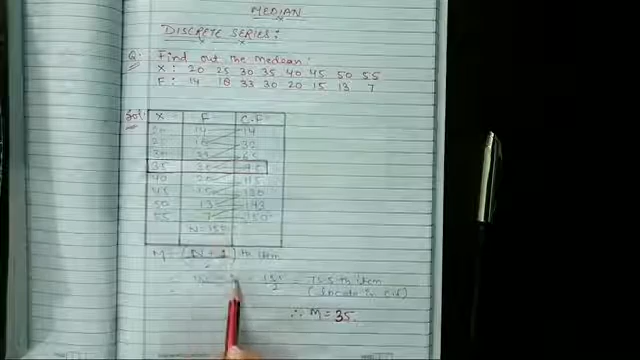 MEDIAN
DISCRETE SERIES:
Q: Find out the Medean:
X: 20 25 30 35 40 45 50 55
F: 14 18 33 30 20 15 13 7
Sol: X F C.F
20 14 14
25 18 32
30 33 65
35 30 95
40 20 115
45 15 130
50 13 143
55 7 150
N = 150
M = (N + 1) th item
151 = 75.5 th item
2
(Locate in C.F)
∴ M = 35